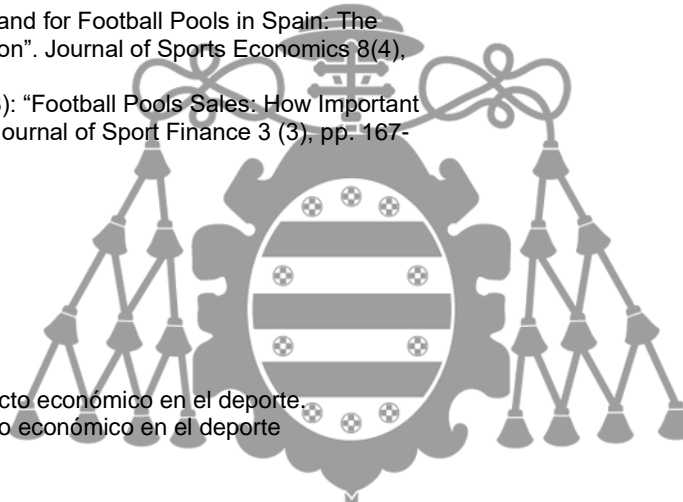 and for Football Pools in Spain: The
on". Journal of Sports Economics 8(4),
): "Football Pools Sales: How Important
ournal of Sport Finance 3 (3), pp. 167-
cto económico en el deporte.
o económico en el deporte